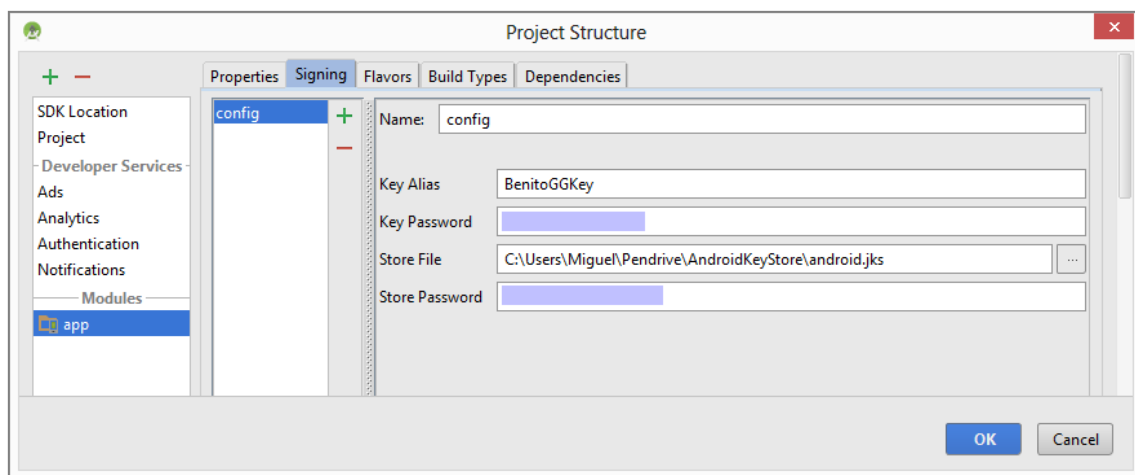 Project Structure
Properties Signing Flavors Build Types Dependencies
SDK Location
Project
Developer Services
Ads
Analytics
Authentication
Notifications
Modules
app
config
Name: config
Key Alias BenitoGGKey
Key Password
Store File C:\Users\Miguel\Pendrive\AndroidKeyStore\android.jks ...
Store Password
OK Cancel